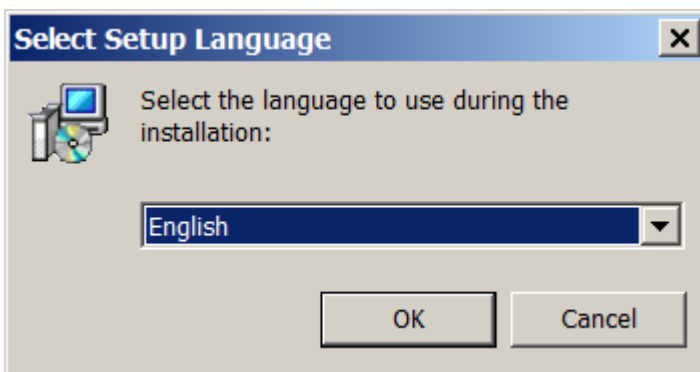 Select Setup Language
Select the language to use during the
installation:
English
OK
Cancel